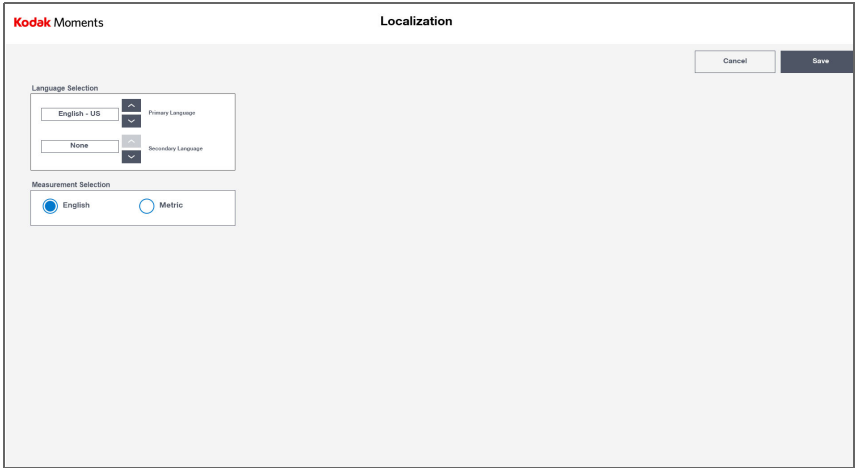 Kodak Moments
Localization
Cancel
Save
Language Selection
English - US
Primary Language
None
Secondary Language
Measurement Selection
English
Metric